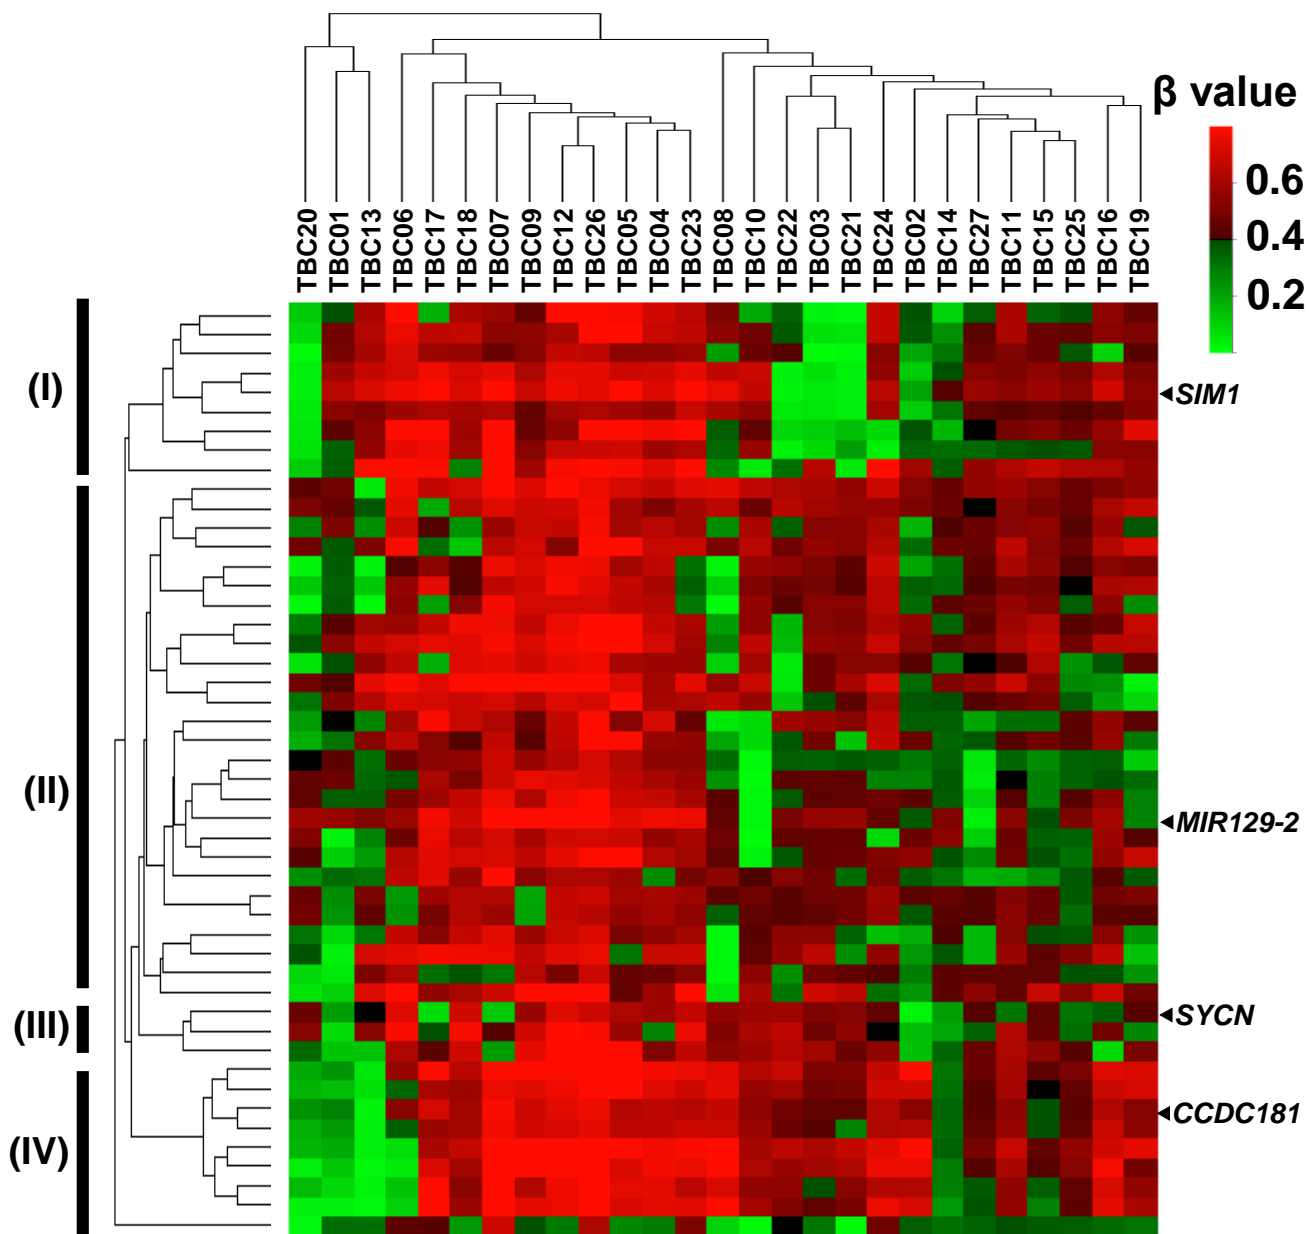 β value
0.6
0.4
0.2
TBC20
TBC01
TBC13
TBC06
TBC17
TBC18
TBC07
TBC09
TBC12
TBC26
TBC05
TBC04
TBC23
TBC08
TBC10
TBC22
TBC03
TBC21
TBC24
TBC02
TBC14
TBC27
TBC11
TBC15
TBC25
TBC16
TBC19
(I)
SIM1
(II)
MIR129-2
(III)
SYCN
(IV)
CCDC181